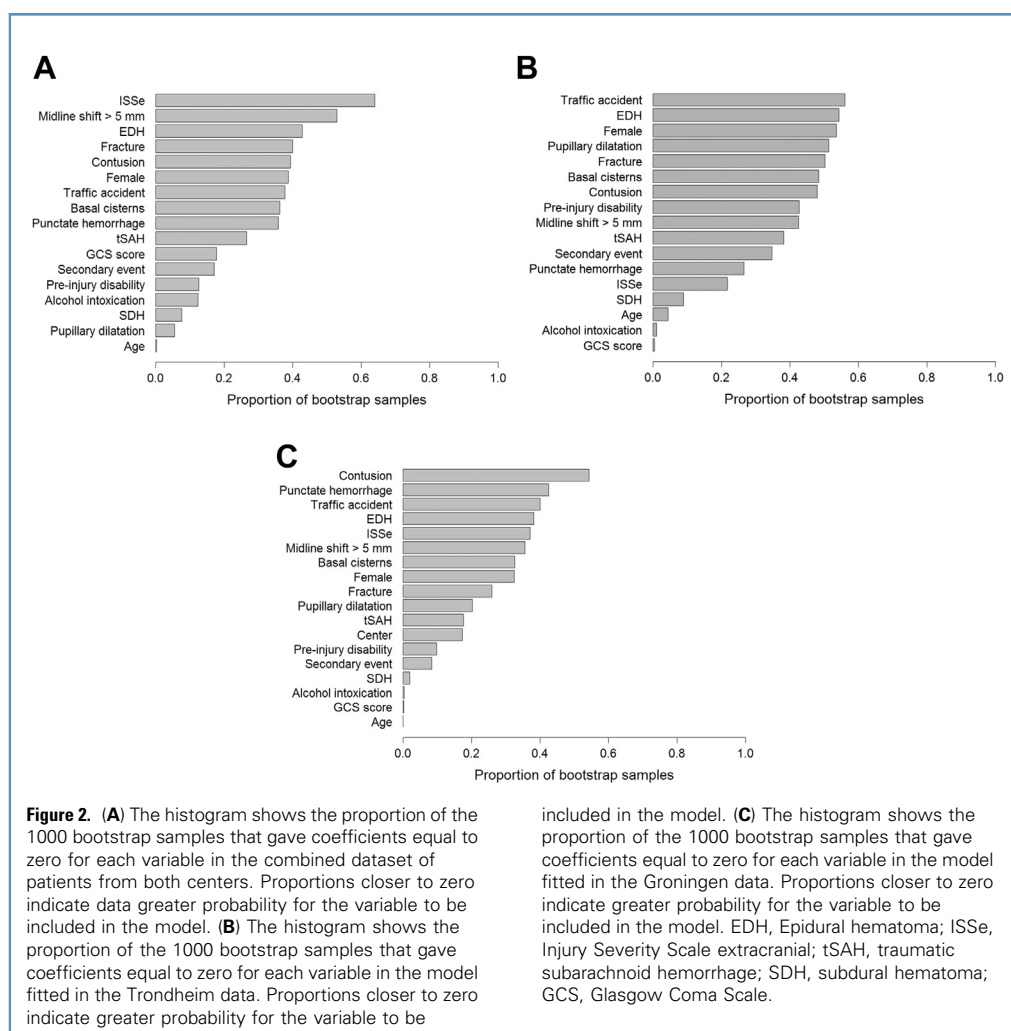 A
ISSe
Midline shift > 5 mm
EDH
Fracture
Contusion
Female
Traffic accident
Basal cisterns
Punctate hemorrhage
tSAH
GCS score
Secondary event
Pre-injury disability
Alcohol intoxication
SDH
Pupillary dilatation
Age
0.0 0.2 0.4 0.6 0.8 1.0
Proportion of bootstrap samples
B
Traffic accident
EDH
Female
Pupillary dilatation
Fracture
Basal cisterns
Contusion
Pre-injury disability
Midline shift > 5 mm
tSAH
Secondary event
Punctate hemorrhage
ISSe
SDH
Age
Alcohol intoxication
GCS score
0.0 0.2 0.4 0.6 0.8 1.0
Proportion of bootstrap samples
C
Contusion
Punctate hemorrhage
Traffic accident
EDH
ISSe
Midline shift > 5 mm
Basal cisterns
Female
Fracture
Pupillary dilatation
tSAH
Center
Pre-injury disability
Secondary event
SDH
Alcohol intoxication
GCS score
Age
0.0 0.2 0.4 0.6 0.8 1.0
Proportion of bootstrap samples
Figure 2. (A) The histogram shows the proportion of the
1000 bootstrap samples that gave coefficients equal to
zero for each variable in the combined dataset of
patients from both centers. Proportions closer to zero
indicate data greater probability for the variable to be
included in the model. (B) The histogram shows the
proportion of the 1000 bootstrap samples that gave
coefficients equal to zero for each variable in the model
fitted in the Trondheim data. Proportions closer to zero
indicate greater probability for the variable to be
included in the model. (C) The histogram shows the
proportion of the 1000 bootstrap samples that gave
coefficients equal to zero for each variable in the model
fitted in the Groningen data. Proportions closer to zero
indicate greater probability for the variable to be
included in the model. EDH, Epidural hematoma; ISSe,
Injury Severity Scale extracranial; tSAH, traumatic
subarachnoid hemorrhage; SDH, subdural hematoma;
GCS, Glasgow Coma Scale.